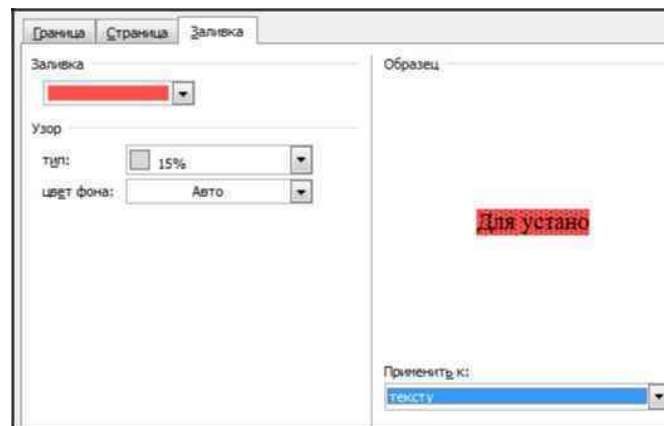 Граница Страница Заливка
Заливка
Узор
тип: 15%
цвет фона: Авто
Образец
Для устано
Применить к:
тексту